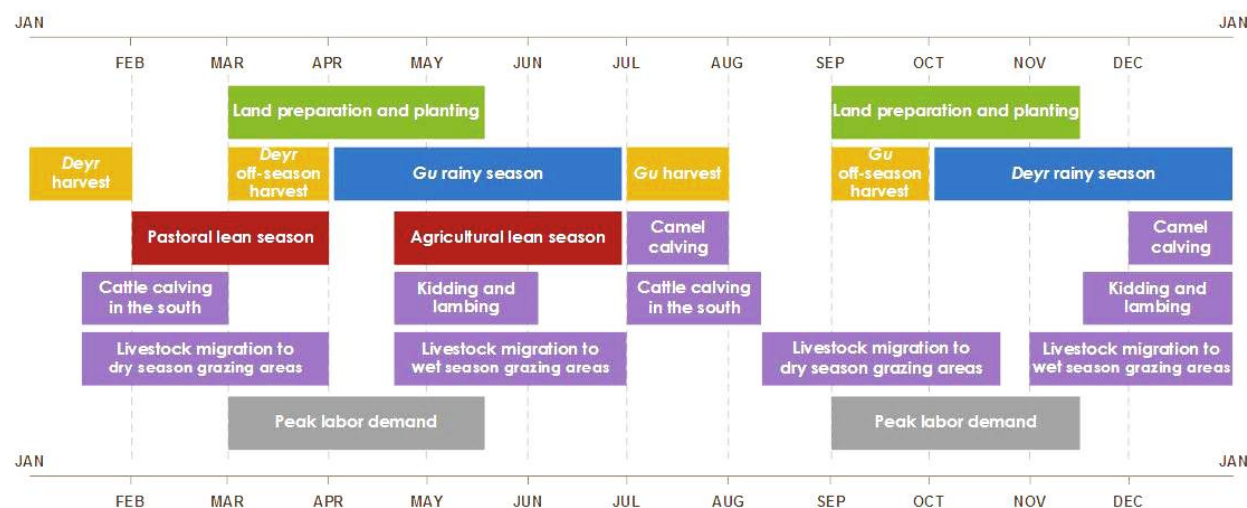 JAN JAN
FEB MAR APR MAY JUN JUL AUG SEP OCT NOV DEC
Land preparation and planting
Land preparation and planting
Deyr
harvest
Deyr
off-season
harvest
Gu rainy season
Gu harvest
Gu
off-season
harvest
Deyr rainy season
Pastoral lean season
Agricultural lean season
Camel
calving
Camel
calving
Cattle calving
in the south
Kidding and
lambing
Cattle calving
in the south
Kidding and
lambing
Livestock migration to
dry season grazing areas
Livestock migration to
wet season grazing areas
Livestock migration to
dry season grazing areas
Livestock migration to
wet season grazing areas
Peak labor demand
Peak labor demand
JAN JAN
FEB MAR APR MAY JUN JUL AUG SEP OCT NOV DEC